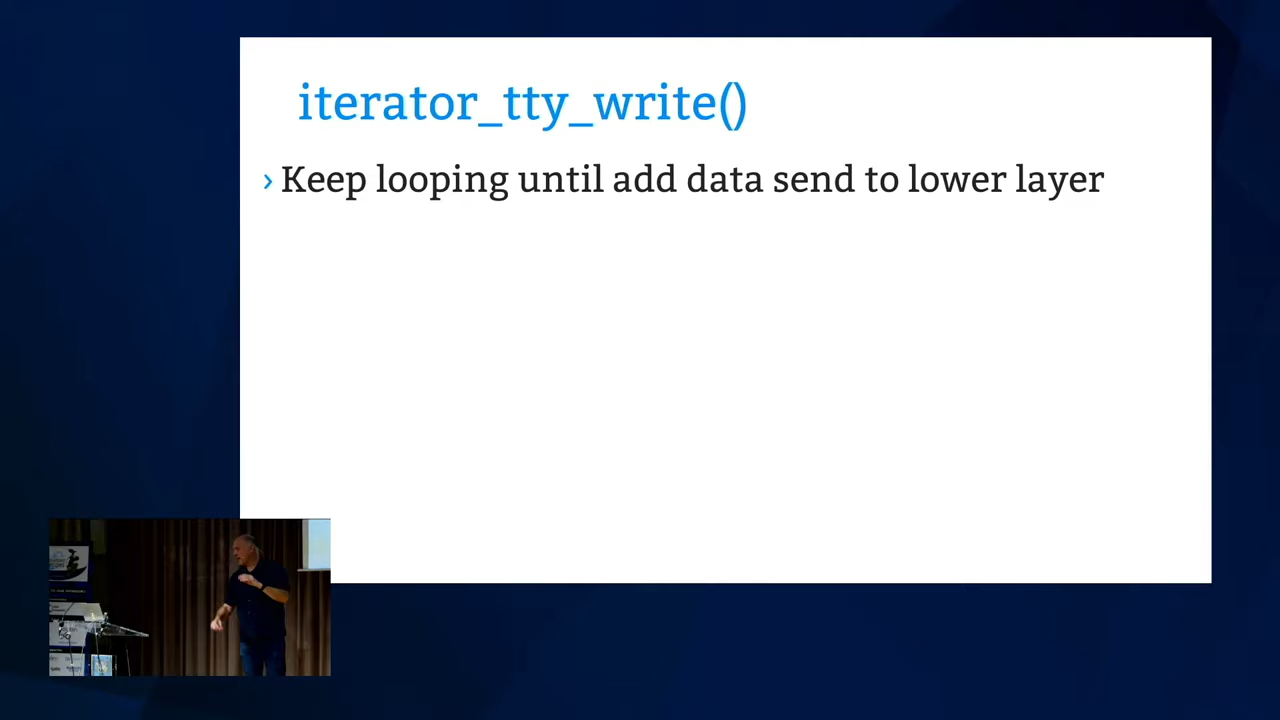 iterator_tty_write()
› Keep looping until add data send to lower layer